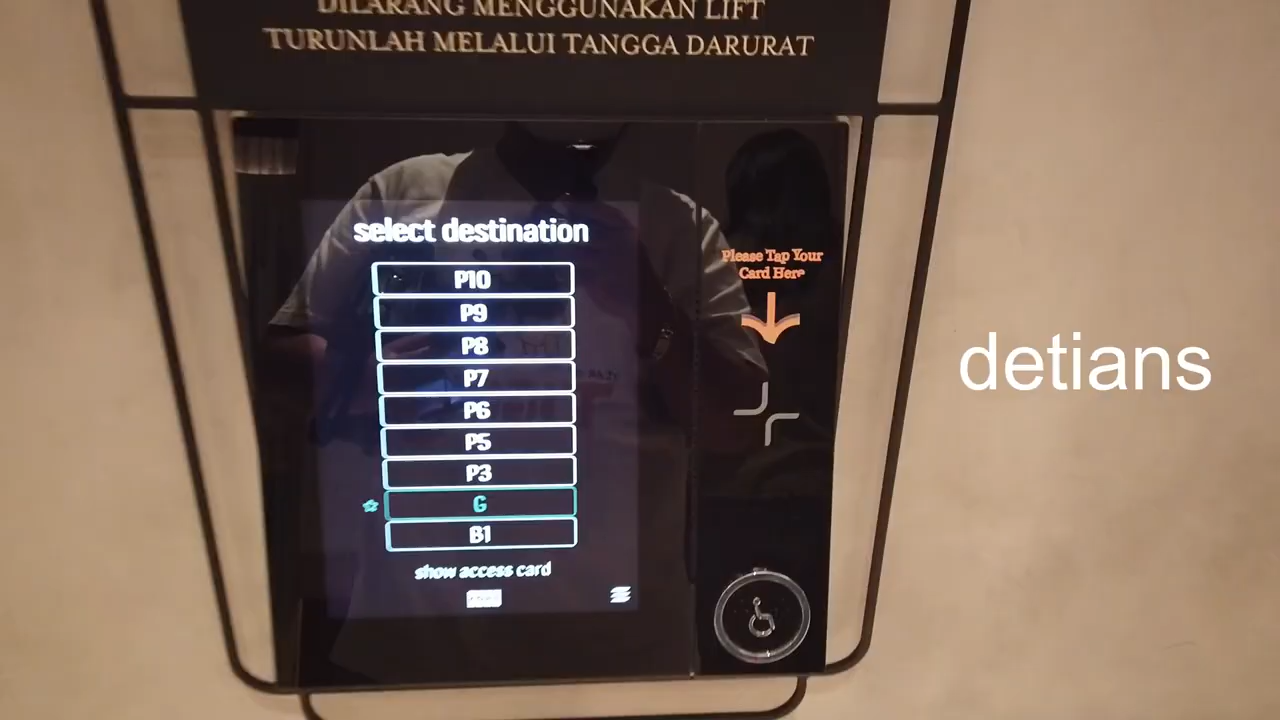 DILARANG MENGGUNAKAN LIFT
TURUNLAH MELALUI TANGGA DARURAT
select destination
P10
P9
P8
P7
P6
P5
P3
G
B1
show access card
Please Tap Your
Card Here
detians